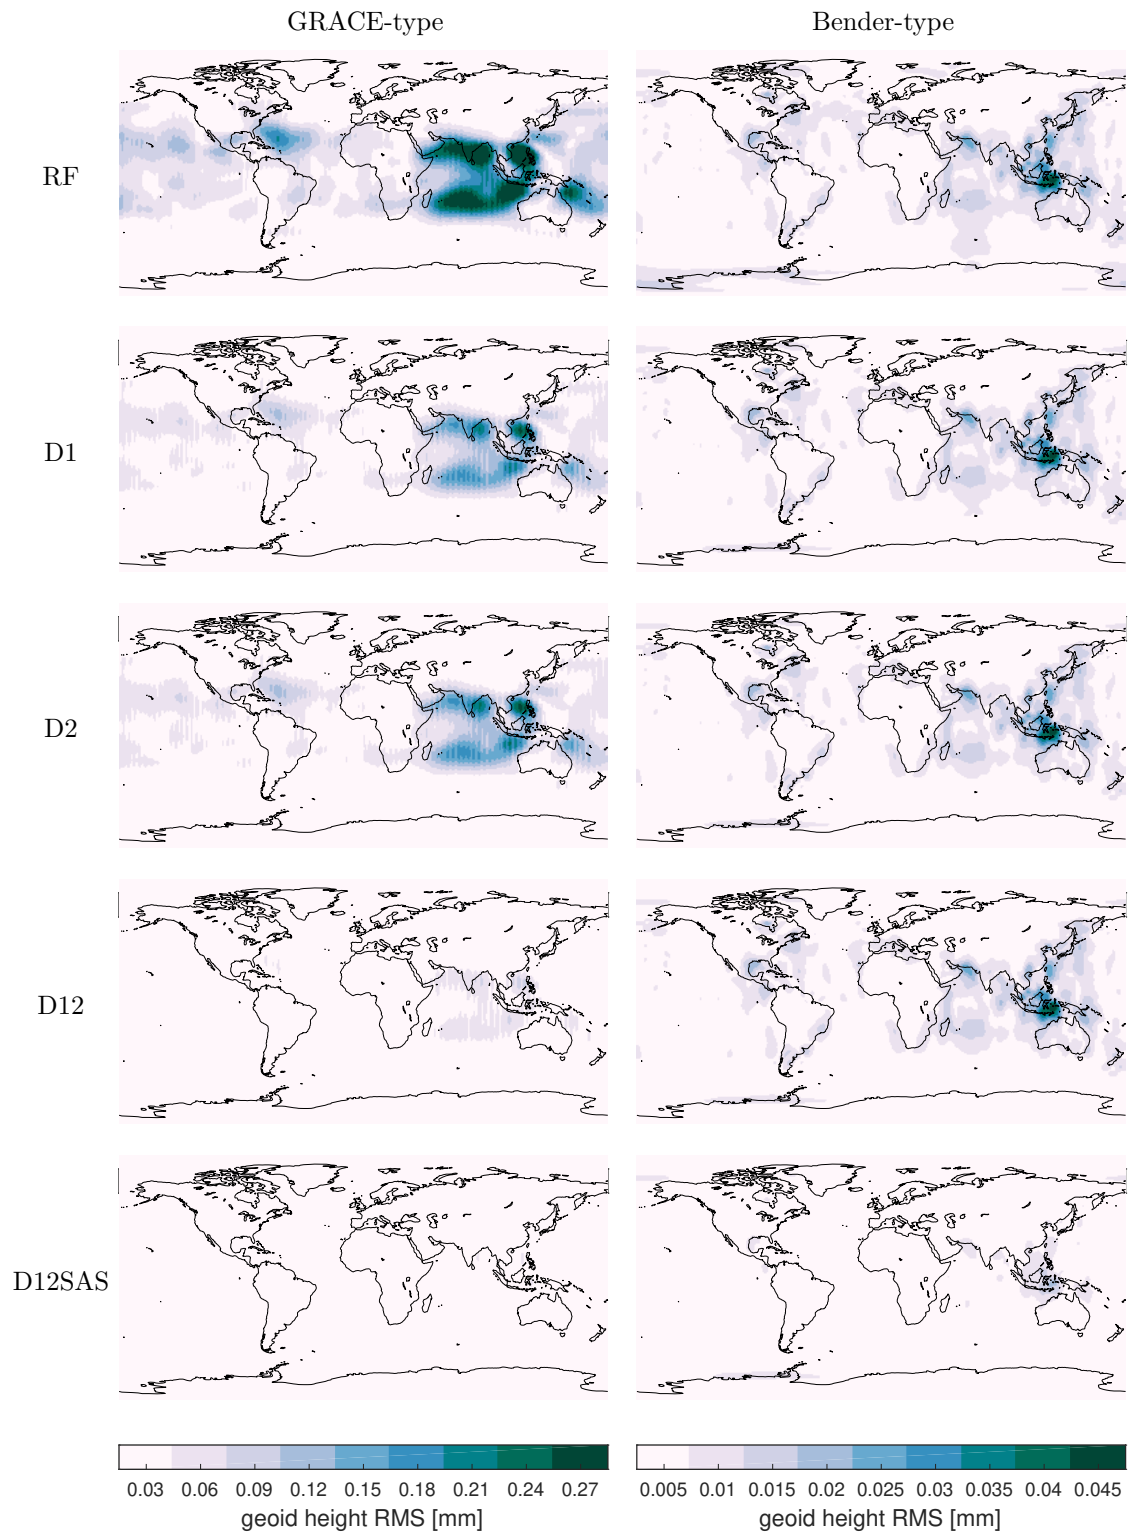 GRACE-type Bender-type
RF
D1
D2
D12
D12SAS
0.03 0.06 0.09 0.12 0.15 0.18 0.21 0.24 0.27 0.005 0.01 0.015 0.02 0.025 0.03 0.035 0.04 0.045
geoid height RMS [mm] geoid height RMS [mm]